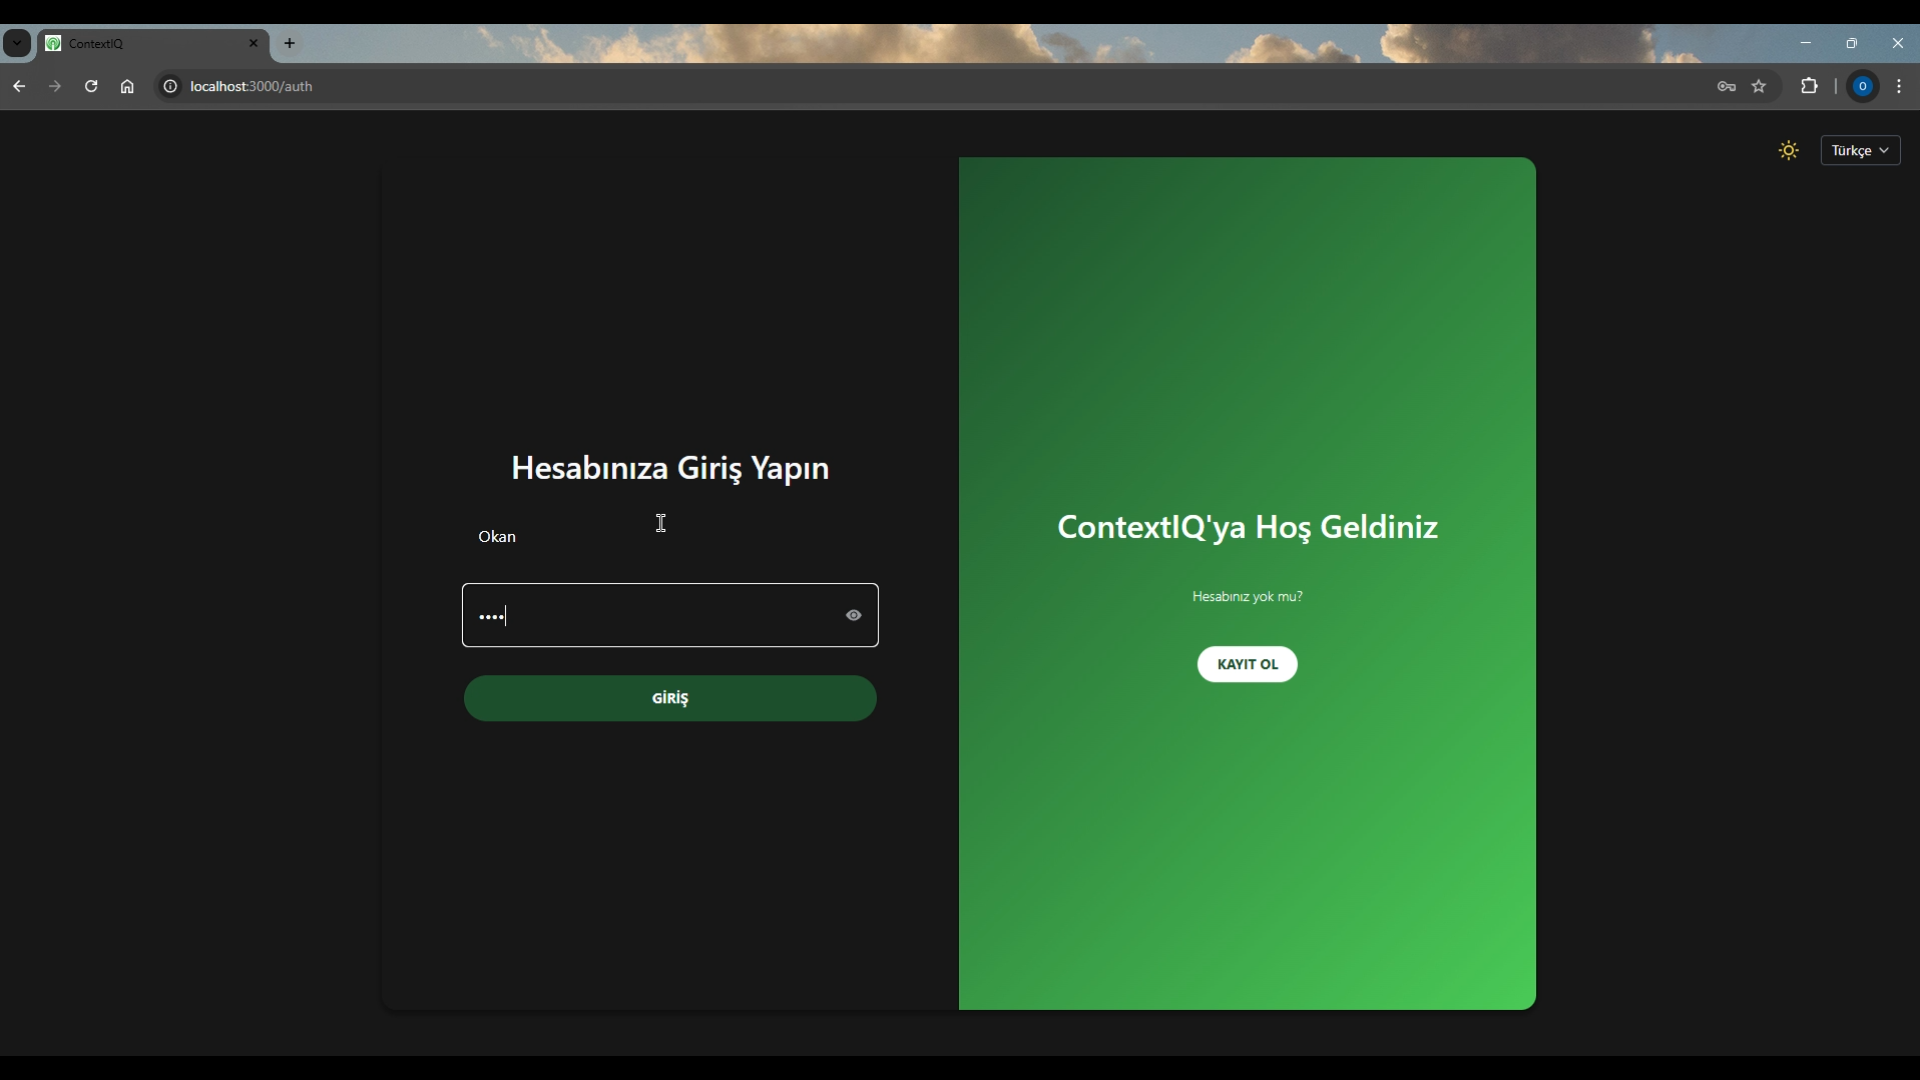 ContextIQ
localhost:3000/auth
O
Türkçe
Hesabınıza Giriş Yapın
Okan
••••
GİRİŞ
ContextIQ'ya Hoş Geldiniz
Hesabınız yok mu?
KAYIT OL